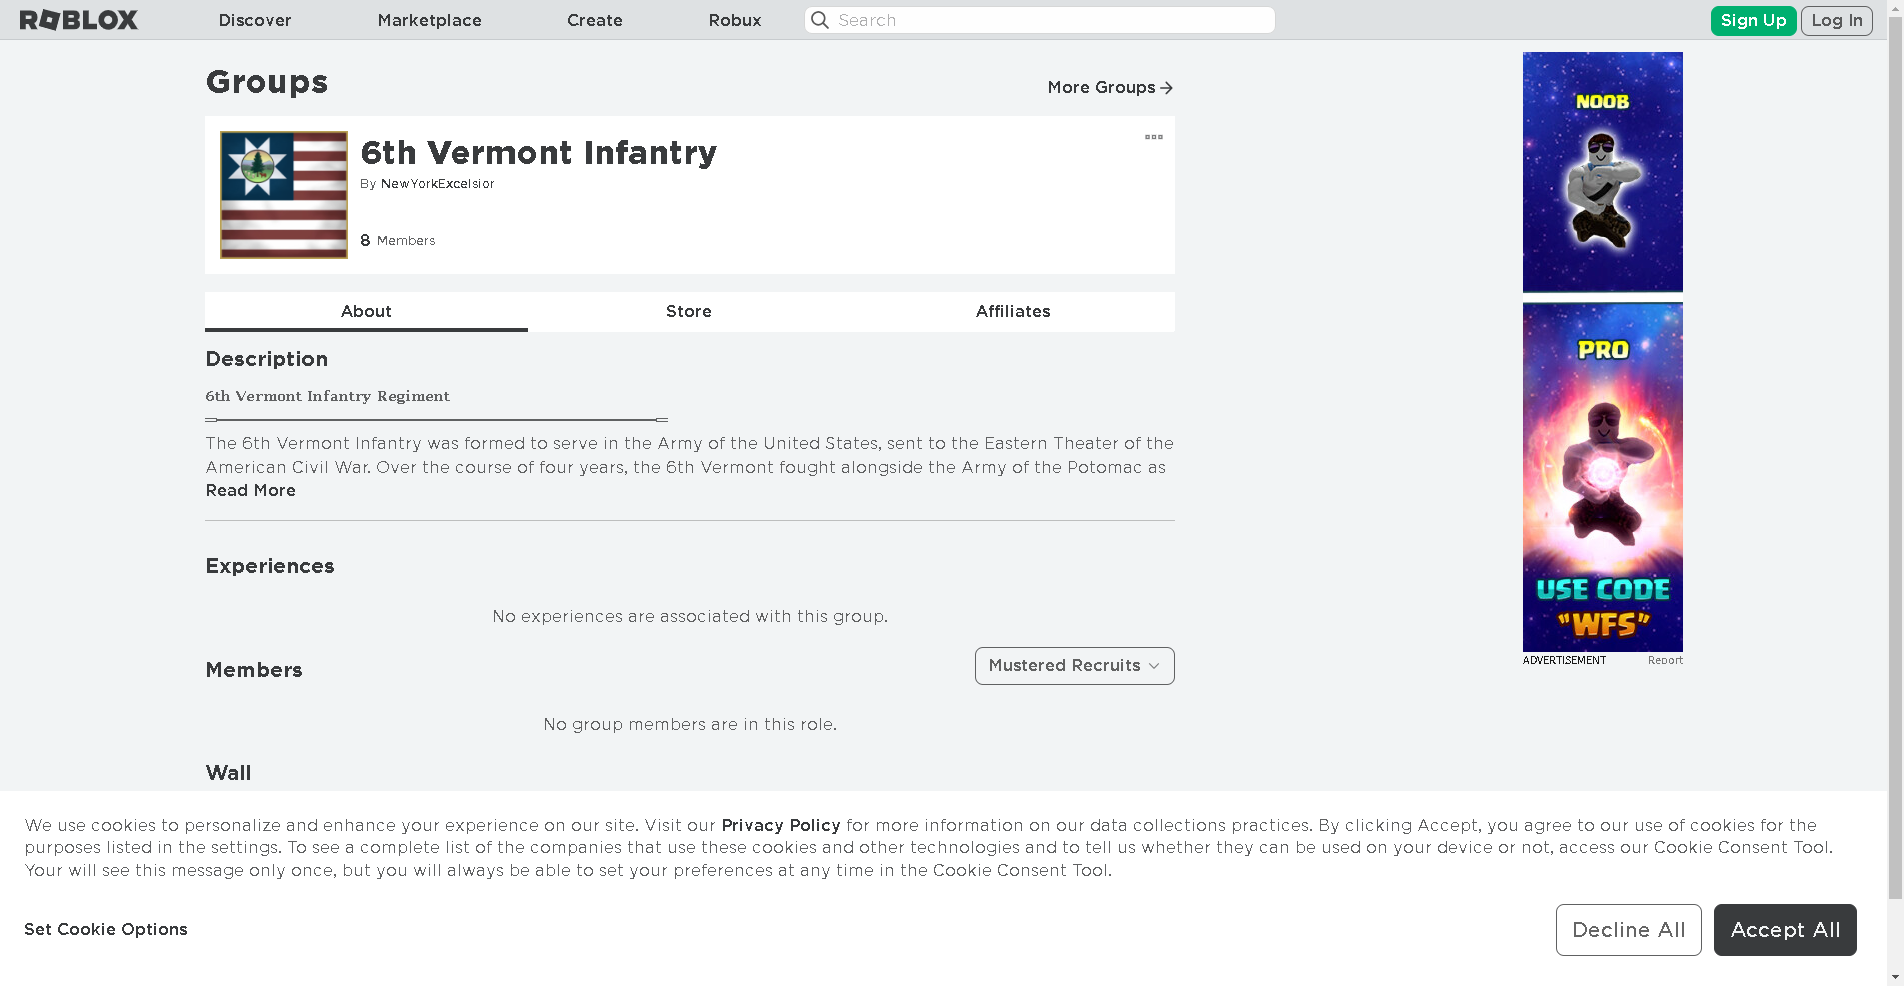 ROBLOX
Discover
Marketplace
Create
Robux
Search
Sign Up
Log In
Groups
More Groups
6th Vermont Infantry
By NewYorkExcelsior
8 Members
About
Store
Affiliates
Description
6th Vermont Infantry Regiment
The 6th Vermont Infantry was formed to serve in the Army of the United States, sent to the Eastern Theater of the
American Civil War. Over the course of four years, the 6th Vermont fought alongside the Army of the Potomac as
Read More
Experiences
No experiences are associated with this group.
Members
Mustered Recruits
No group members are in this role.
Wall
NOOB
PRO
USE CODE
"WFS"
ADVERTISEMENT
Report
We use cookies to personalize and enhance your experience on our site. Visit our Privacy Policy for more information on our data collections practices. By clicking Accept, you agree to our use of cookies for the
purposes listed in the settings. To see a complete list of the companies that use these cookies and other technologies and to tell us whether they can be used on your device or not, access our Cookie Consent Tool.
Your will see this message only once, but you will always be able to set your preferences at any time in the Cookie Consent Tool.
Set Cookie Options
Decline All
Accept All